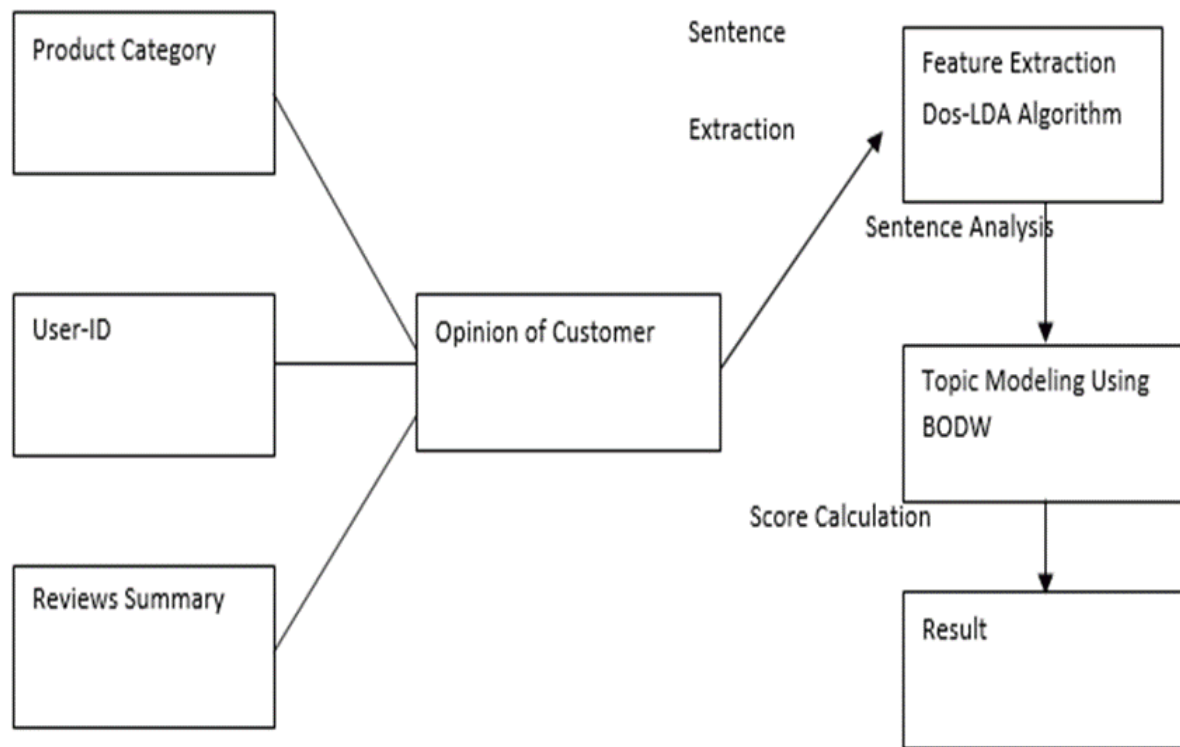 Product Category
User-ID
Reviews Summary
Opinion of Customer
Sentence
Extraction
Feature Extraction
Dos-LDA Algorithm
Sentence Analysis
Topic Modeling Using
BODW
Score Calculation
Result